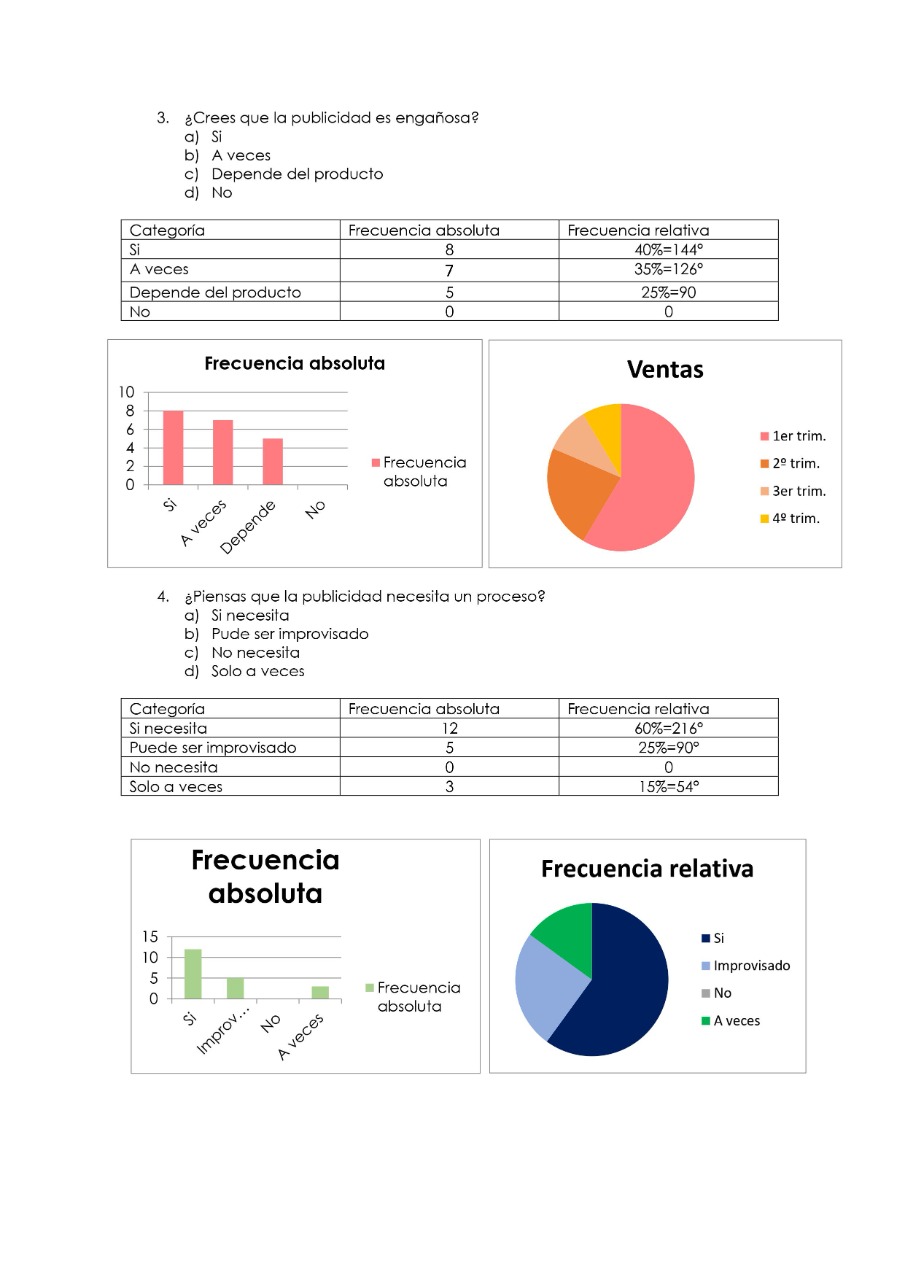 3. ¿Crees que la publicidad es engañosa?
a) Si
b) A veces
c) Depende del producto
d) No
Categoría Frecuencia absoluta Frecuencia relativa
Si 8 40%=144°
A veces 7 35%=126°
Depende del producto 5 25%=90
No 0 0
Frecuencia absoluta
10
8
6
4
2
0
Si
A veces
Depende
No
Frecuencia
absoluta
Ventas
1er trim.
2º trim.
3er trim.
4º trim.
4. ¿Piensas que la publicidad necesita un proceso?
a) Si necesita
b) Pude ser improvisado
c) No necesita
d) Solo a veces
Categoría Frecuencia absoluta Frecuencia relativa
Si necesita 12 60%=216°
Puede ser improvisado 5 25%=90°
No necesita 0 0
Solo a veces 3 15%=54°
Frecuencia
absoluta
15
10
5
0
Si
Improv...
No
A veces
Frecuencia
absoluta
Frecuencia relativa
Si
Improvisado
No
A veces